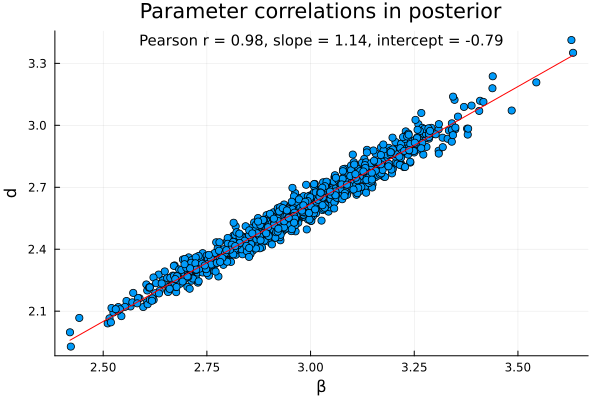 Parameter correlations in posterior
Pearson r = 0.98, slope = 1.14, intercept = -0.79
3.3
3.0
2.7
2.4
2.1
d
2.50 2.75 3.00 3.25 3.50
β